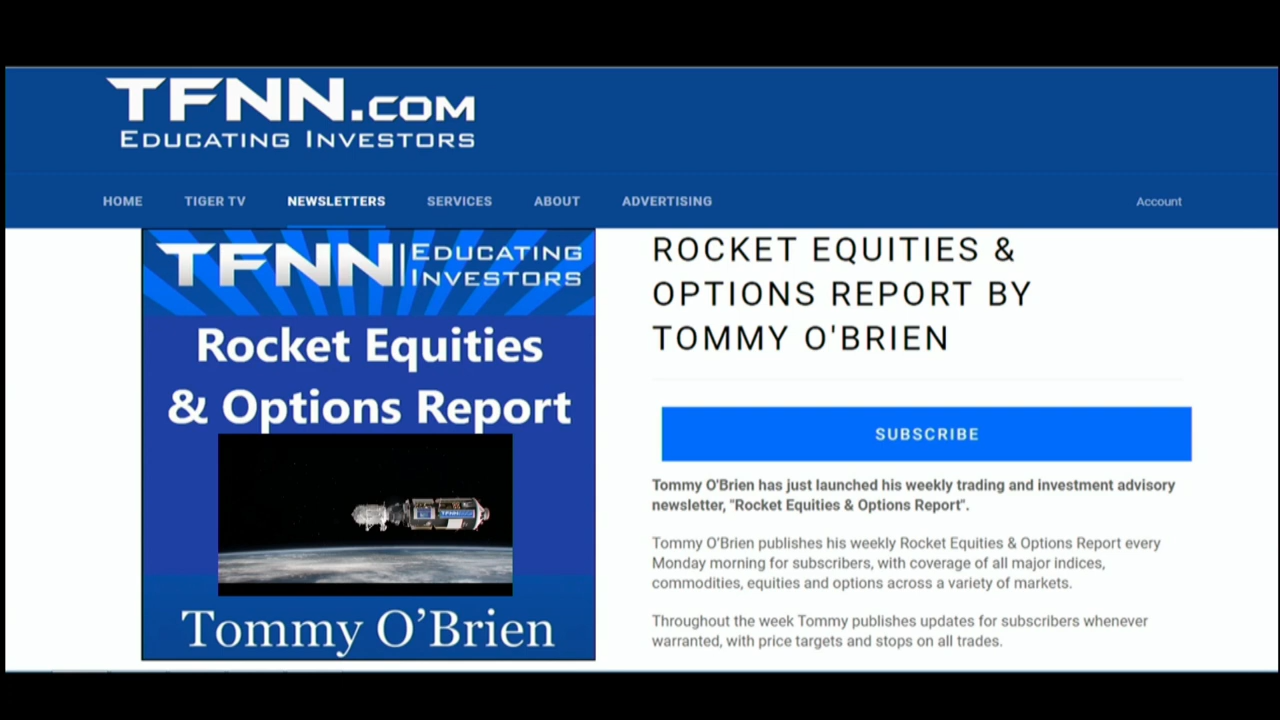 TFNN.COM
EDUCATING INVESTORS
HOME TIGER TV NEWSLETTERS SERVICES ABOUT ADVERTISING Account
TFNN EDUCATING
INVESTORS
Rocket Equities
& Options Report
TFNN
Tommy O'Brien
ROCKET EQUITIES &
OPTIONS REPORT BY
TOMMY O'BRIEN
SUBSCRIBE
Tommy O'Brien has just launched his weekly trading and investment advisory
newsletter, "Rocket Equities & Options Report".
Tommy O'Brien publishes his weekly Rocket Equities & Options Report every
Monday morning for subscribers, with coverage of all major indices,
commodities, equities and options across a variety of markets.
Throughout the week Tommy publishes updates for subscribers whenever
warranted, with price targets and stops on all trades.